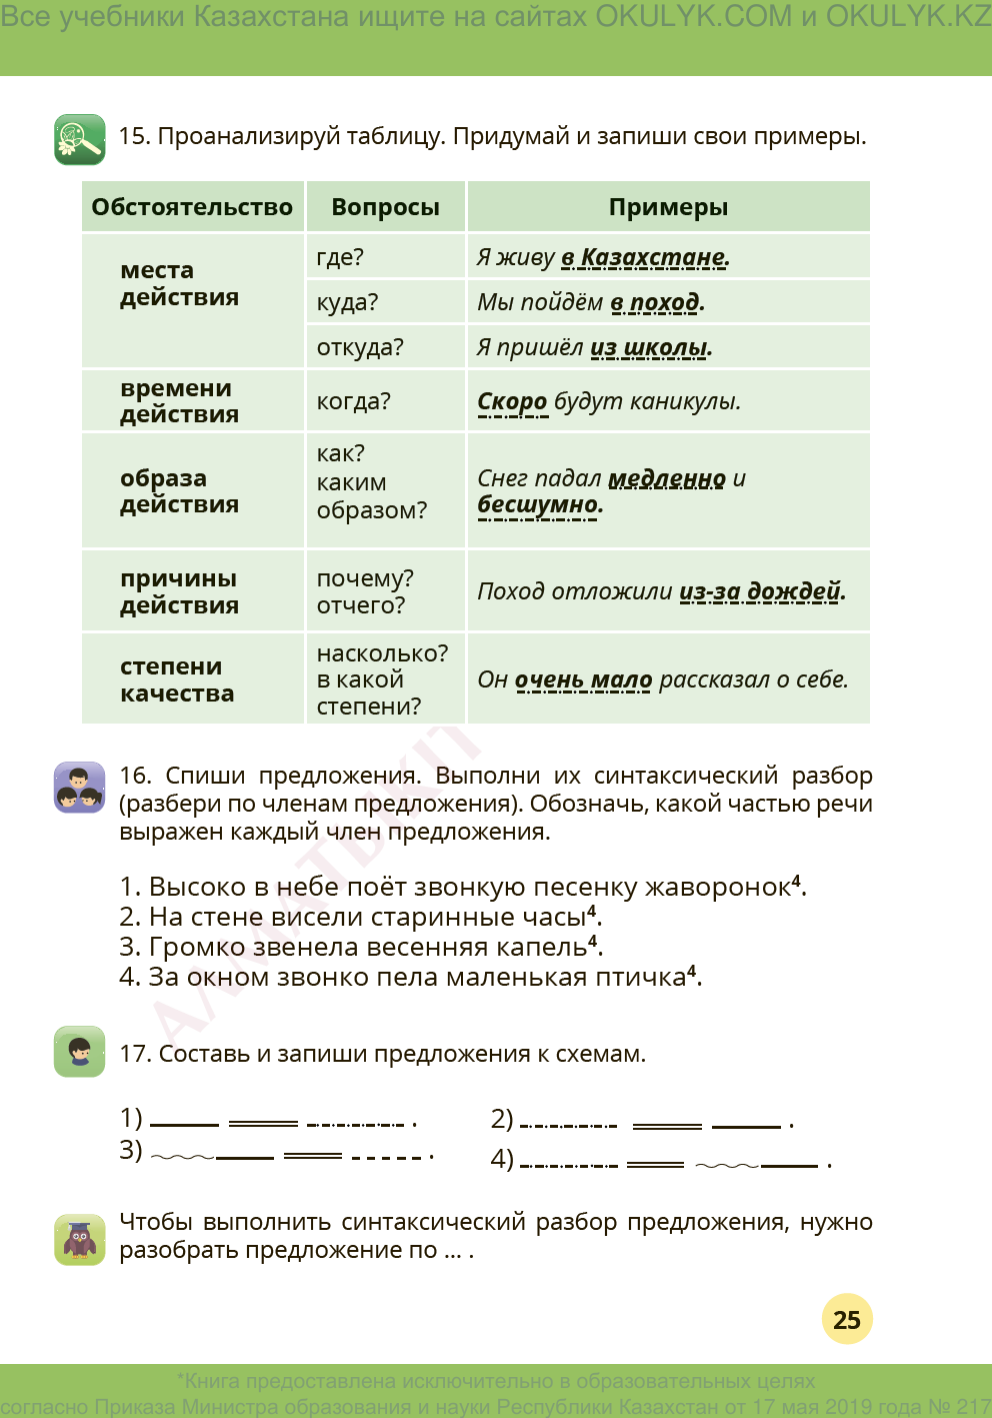 Все учебники Казахстана ищите на сайтах OKULYK.COM и OKULYK.KZ
15. Проанализируй таблицу. Придумай и запиши свои примеры.
Обстоятельство Вопросы Примеры
места
действия
где? Я живу в Казахстане.
куда? Мы пойдём в поход.
откуда? Я пришёл из школы.
времени
действия
когда? Скоро будут каникулы.
образа
действия
как?
каким
образом?
Снег падал медленно и
бесшумно.
причины
действия
почему?
отчего?
Поход отложили из-за дождей.
степени
качества
насколько?
в какой
степени?
Он очень мало рассказал о себе.
16. Спиши предложения. Выполни их синтаксический разбор
(разбери по членам предложения). Обозначь, какой частью речи
выражен каждый член предложения.
1. Высоко в небе поёт звонкую песенку жаворонок⁴.
2. На стене висели старинные часы⁴.
3. Громко звенела весенняя капель⁴.
4. За окном звонко пела маленькая птичка⁴.
АЛМАТЫКІТ
17. Составь и запиши предложения к схемам.
1) .
2) .
3) .
4) .
Чтобы выполнить синтаксический разбор предложения, нужно
разобрать предложение по ... .
25
*Книга предоставлена исключительно в образовательных целях
согласно Приказа Министра образования и науки Республики Казахстан от 17 мая 2019 года № 217